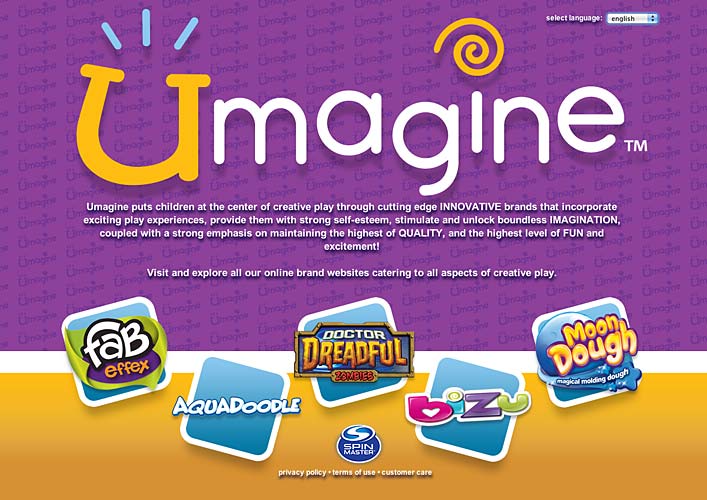 select language: english
Umagine™
Umagine puts children at the center of creative play through cutting edge INNOVATIVE brands that incorporate
exciting play experiences, provide them with strong self-esteem, stimulate and unlock boundless IMAGINATION,
coupled with a strong emphasis on maintaining the highest of QUALITY, and the highest level of FUN and
excitement!
Visit and explore all our online brand websites catering to all aspects of creative play.
faB
effex
DOCTOR
DREADFUL
ZOMBIES
Moon
Dough
magical molding dough
AQUADOODLE
bizu
SPIN
MASTER
privacy policy • terms of use • customer care